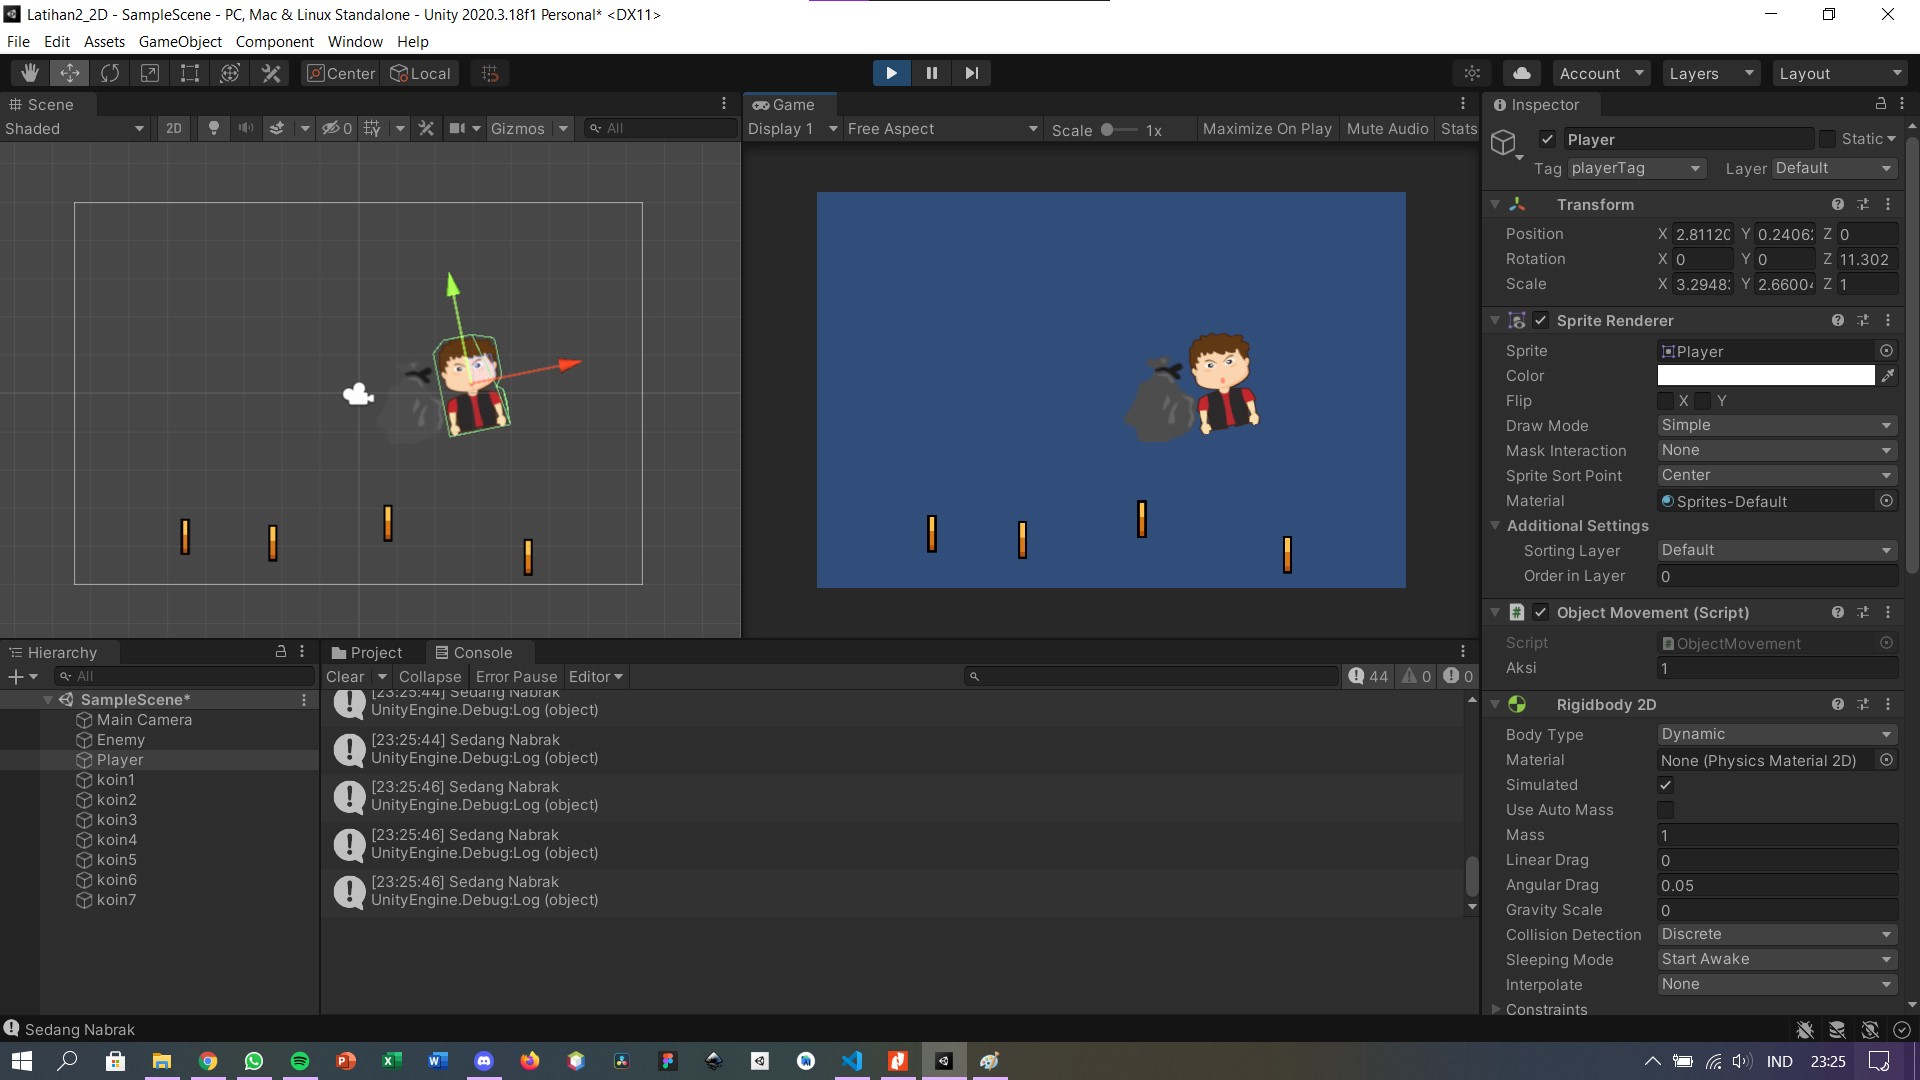 Latihan2_2D - SampleScene - PC, Mac & Linux Standalone - Unity 2020.3.18f1 Personal* <DX11>
File Edit Assets GameObject Component Window Help
Center Local
Account Layers Layout
Scene
Shaded 2D 0 Gizmos All
Game
Display 1 Free Aspect Scale 1x Maximize On Play Mute Audio Stats
Inspector
Player Static
Tag playerTag Layer Default
Transform
Position X 2.81120 Y 0.2406 Z 0
Rotation X 0 Y 0 Z 11.302
Scale X 3.2948 Y 2.6600 Z 1
Sprite Renderer
Sprite Player
Color
Flip X Y
Draw Mode Simple
Mask Interaction None
Sprite Sort Point Center
Material Sprites-Default
Additional Settings
Sorting Layer Default
Order in Layer 0
Object Movement (Script)
Script ObjectMovement
Aksi 1
Rigidbody 2D
Body Type Dynamic
Material None (Physics Material 2D)
Simulated
Use Auto Mass
Mass 1
Linear Drag 0
Angular Drag 0.05
Gravity Scale 0
Collision Detection Discrete
Sleeping Mode Start Awake
Interpolate None
Constraints
Hierarchy
All
SampleScene*
Main Camera
Enemy
Player
koin1
koin2
koin3
koin4
koin5
koin6
koin7
Project Console
Clear Collapse Error Pause Editor 44 0 0
[23:25:44] Sedang Nabrak
UnityEngine.Debug:Log (object)
[23:25:44] Sedang Nabrak
UnityEngine.Debug:Log (object)
[23:25:46] Sedang Nabrak
UnityEngine.Debug:Log (object)
[23:25:46] Sedang Nabrak
UnityEngine.Debug:Log (object)
[23:25:46] Sedang Nabrak
UnityEngine.Debug:Log (object)
Sedang Nabrak
IND 23:25